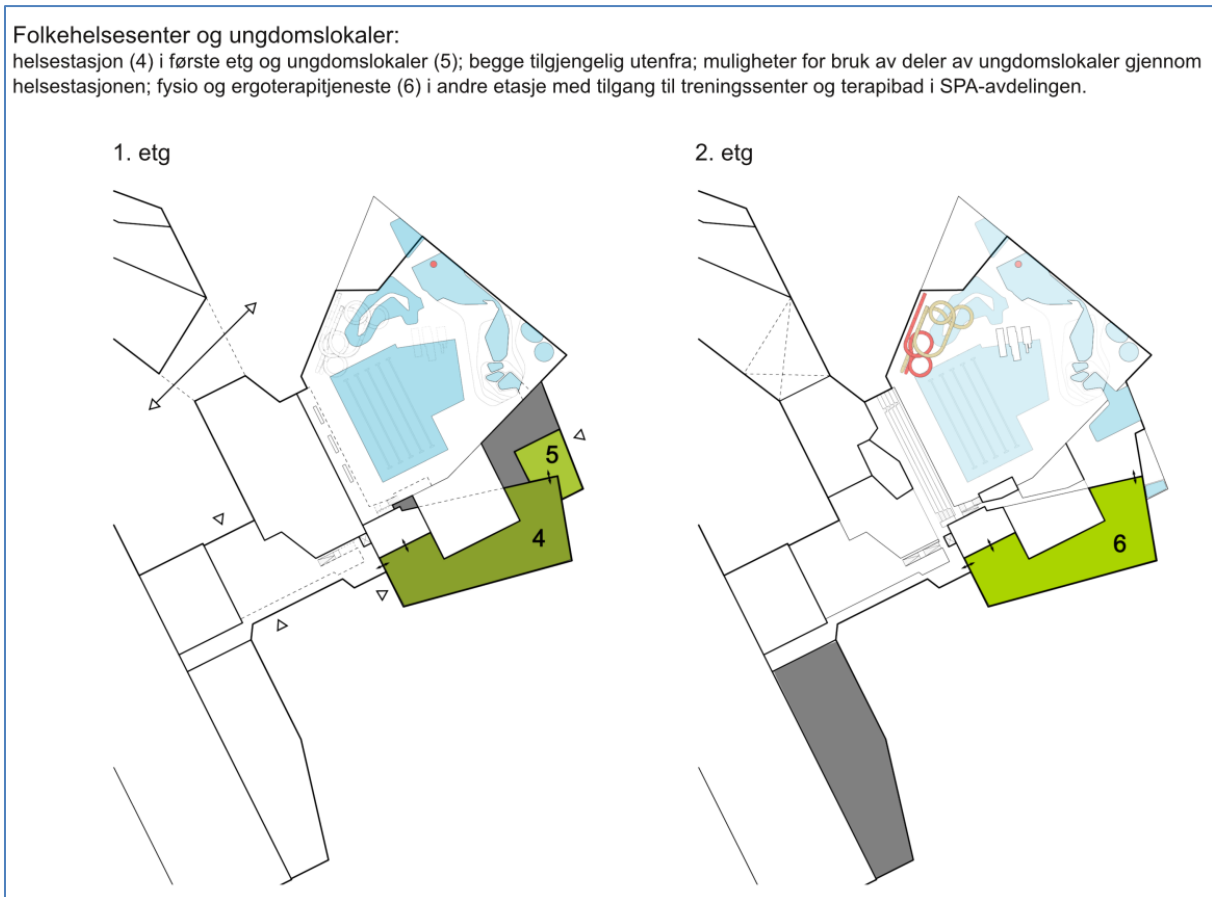 Folkehelsesenter og ungdomslokaler:
helsestasjon (4) i første etg og ungdomslokaler (5); begge tilgjengelig utenfra; muligheter for bruk av deler av ungdomslokaler gjennom
helsestasjonen; fysio og ergoterapitjeneste (6) i andre etasje med tilgang til treningssenter og terapibad i SPA-avdelingen.
1. etg
2. etg
5
4
6